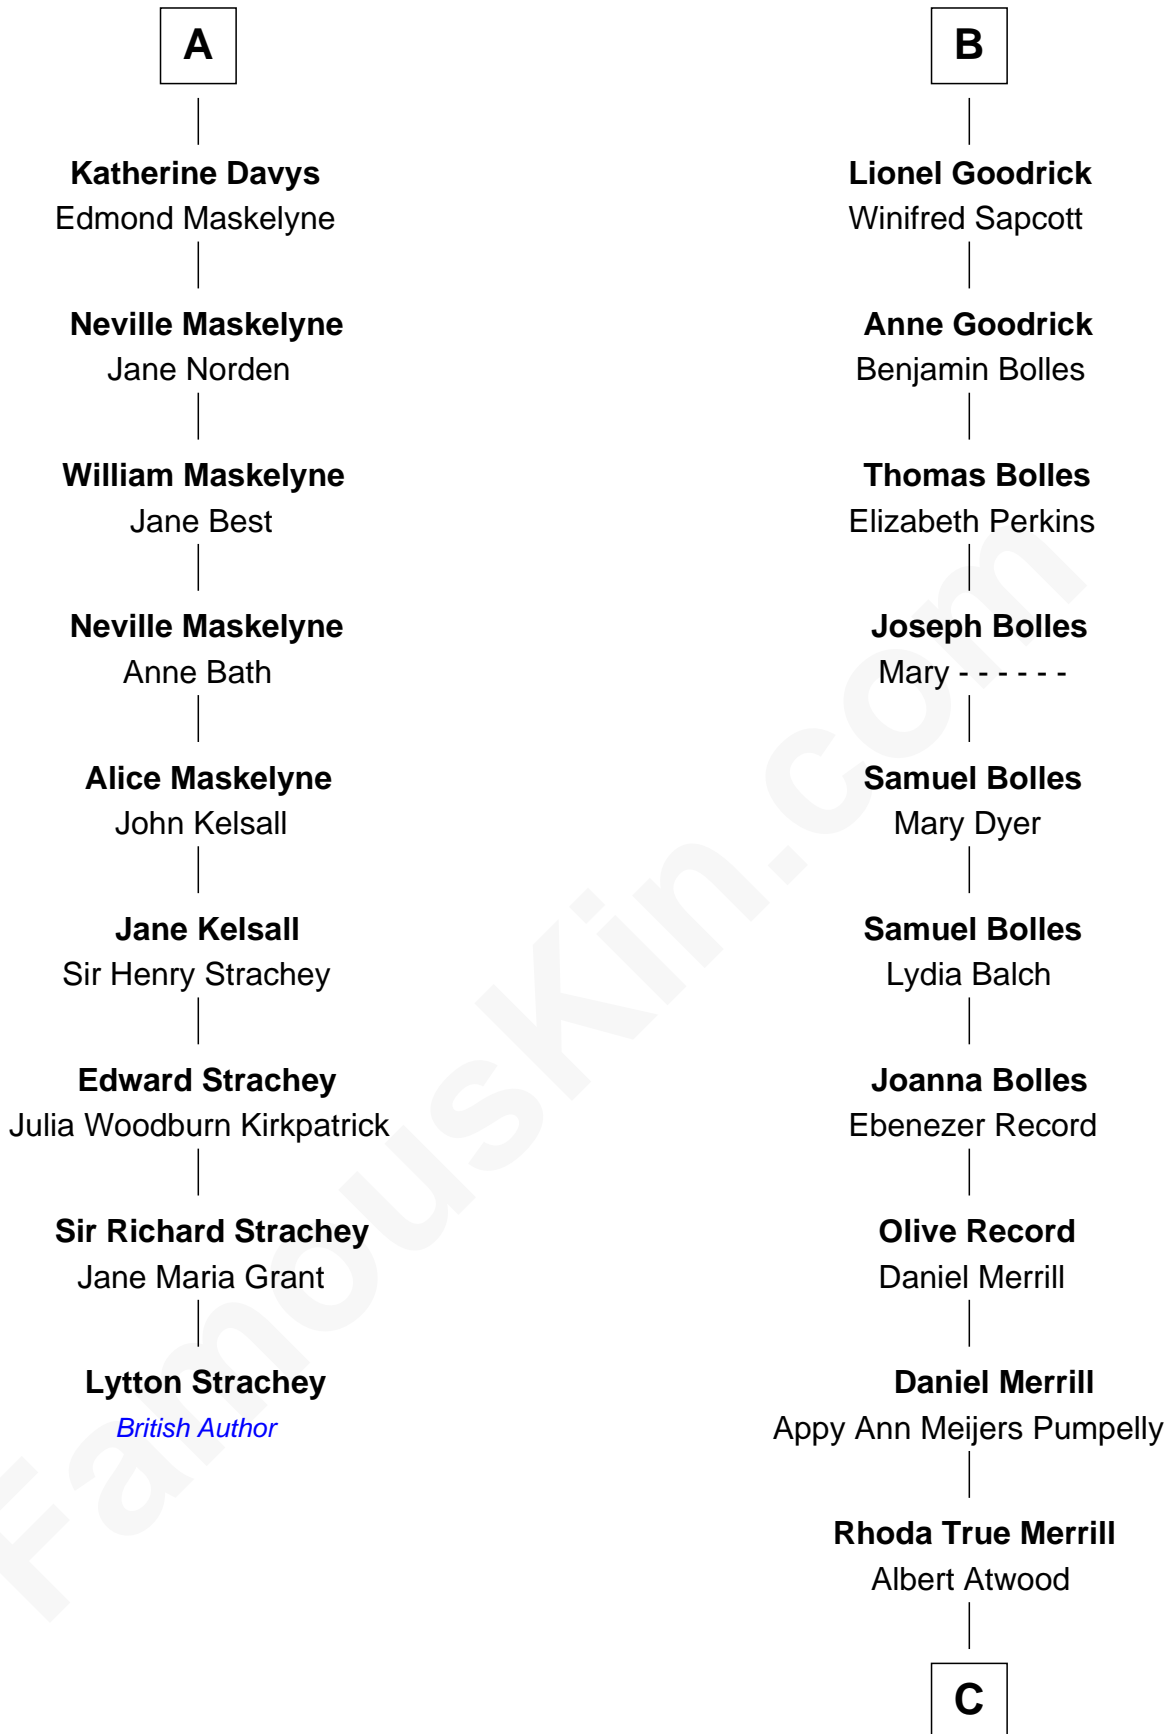 A
Katherine Davys
Edmond Maskelyne
Neville Maskelyne
Jane Norden
William Maskelyne
Jane Best
Neville Maskelyne
Anne Bath
Alice Maskelyne
John Kelsall
Jane Kelsall
Sir Henry Strachey
Edward Strachey
Julia Woodburn Kirkpatrick
Sir Richard Strachey
Jane Maria Grant
Lytton Strachey
British Author
B
Lionel Goodrick
Winifred Sapcott
Anne Goodrick
Benjamin Bolles
Thomas Bolles
Elizabeth Perkins
Joseph Bolles
Mary - - - - - -
Samuel Bolles
Mary Dyer
Samuel Bolles
Lydia Balch
Joanna Bolles
Ebenezer Record
Olive Record
Daniel Merrill
Daniel Merrill
Appy Ann Meijers Pumpelly
Rhoda True Merrill
Albert Atwood
C
FamousKin.com